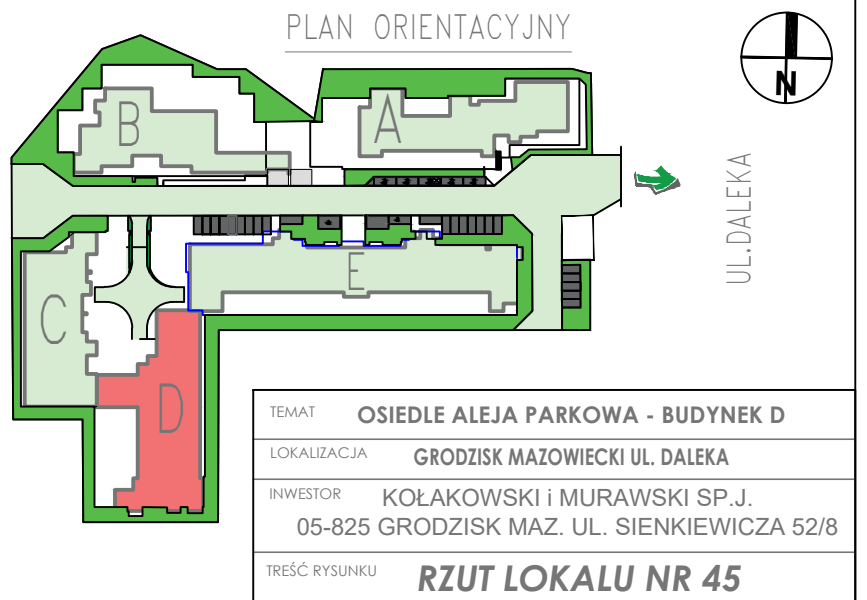 PLAN ORIENTACYJNY
N
B
A
UL.DALEKA
E
C
D
TEMAT OSIEDLE ALEJA PARKOWA - BUDYNEK D
LOKALIZACJA GRODZISK MAZOWIECKI UL. DALEKA
INWESTOR KOŁAKOWSKI i MURAWSKI SP.J.
05-825 GRODZISK MAZ. UL. SIENKIEWICZA 52/8
TREŚĆ RYSUNKU RZUT LOKALU NR 45